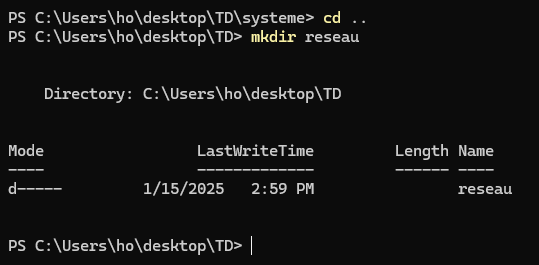 PS C:\Users\ho\desktop\TD\systeme> cd ..
PS C:\Users\ho\desktop\TD> mkdir reseau
Directory: C:\Users\ho\desktop\TD
Mode LastWriteTime Length Name
---- ------------- ------ ----
d----- 1/15/2025 2:59 PM reseau
PS C:\Users\ho\desktop\TD>